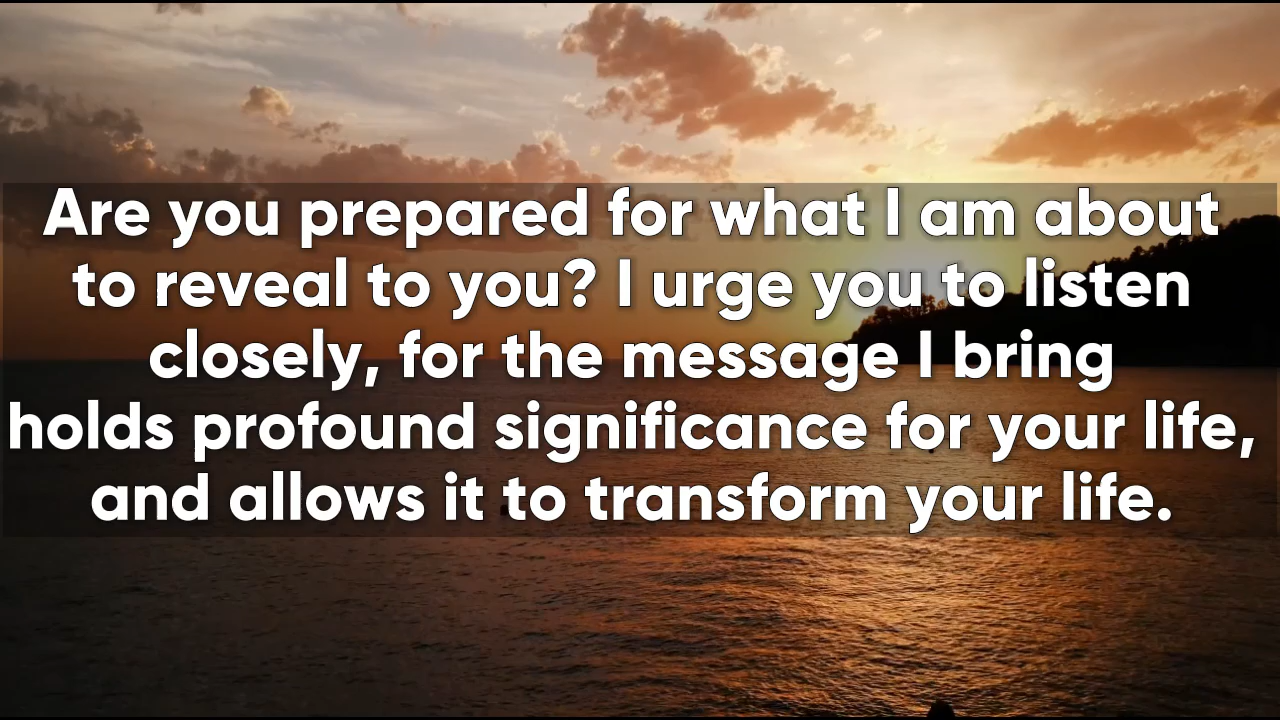 Are you prepared for what I am about
to reveal to you? I urge you to listen
closely, for the message I bring
holds profound significance for your life,
and allows it to transform your life.